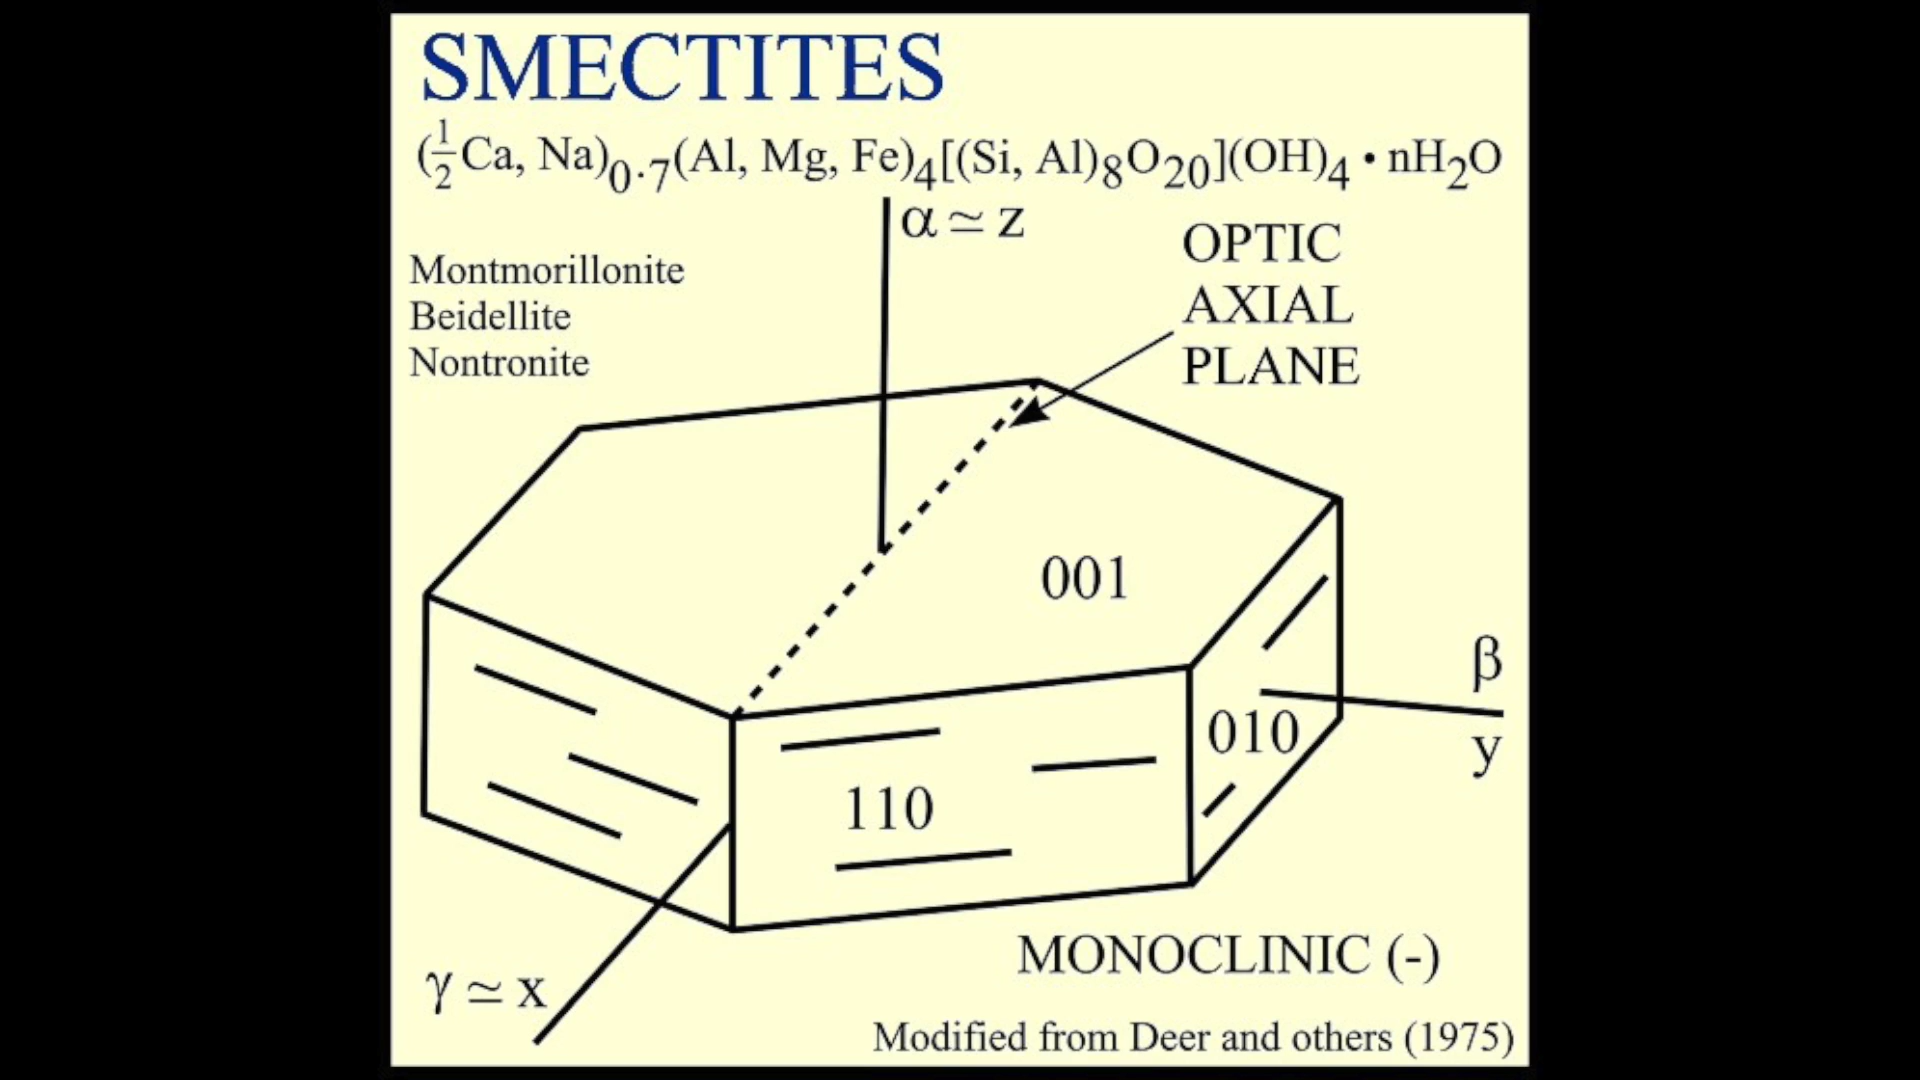 SMECTITES
(½Ca, Na)0.7(Al, Mg, Fe)4[(Si, Al)8O20](OH)4 • nH2O
α ≃ z
OPTIC
AXIAL
PLANE
Montmorillonite
Beidellite
Nontronite
001
β
y
010
110
γ ≃ x
MONOCLINIC (-)
Modified from Deer and others (1975)